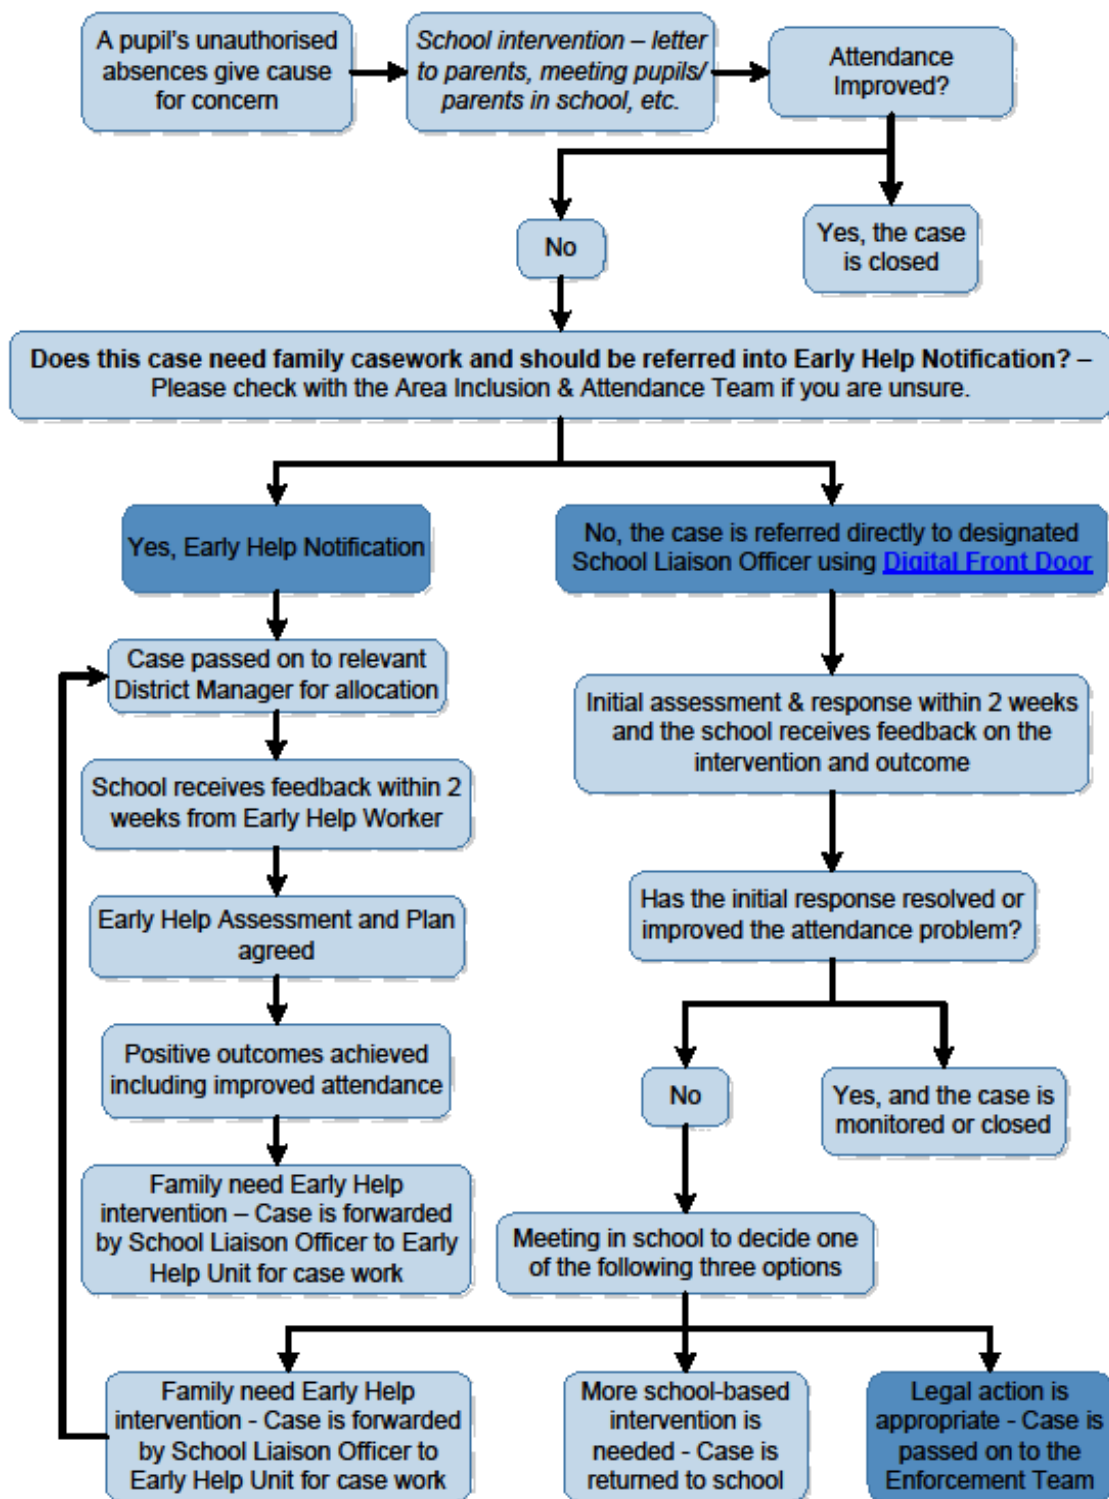 A pupil's unauthorised
absences give cause
for concern
School intervention – letter
to parents, meeting pupils/
parents in school, etc.
Attendance
Improved?
No
Yes, the case
is closed
Does this case need family casework and should be referred into Early Help Notification? –
Please check with the Area Inclusion & Attendance Team if you are unsure.
Yes, Early Help Notification
No, the case is referred directly to designated
School Liaison Officer using Digital Front Door
Case passed on to relevant
District Manager for allocation
Initial assessment & response within 2 weeks
and the school receives feedback on the
intervention and outcome
School receives feedback within 2
weeks from Early Help Worker
Has the initial response resolved or
improved the attendance problem?
Early Help Assessment and Plan
agreed
Positive outcomes achieved
including improved attendance
No
Yes, and the case is
monitored or closed
Family need Early Help
intervention – Case is forwarded
by School Liaison Officer to Early
Help Unit for case work
Meeting in school to decide one
of the following three options
Family need Early Help
intervention - Case is forwarded
by School Liaison Officer to
Early Help Unit for case work
More school-based
intervention is
needed - Case is
returned to school
Legal action is
appropriate - Case is
passed on to the
Enforcement Team